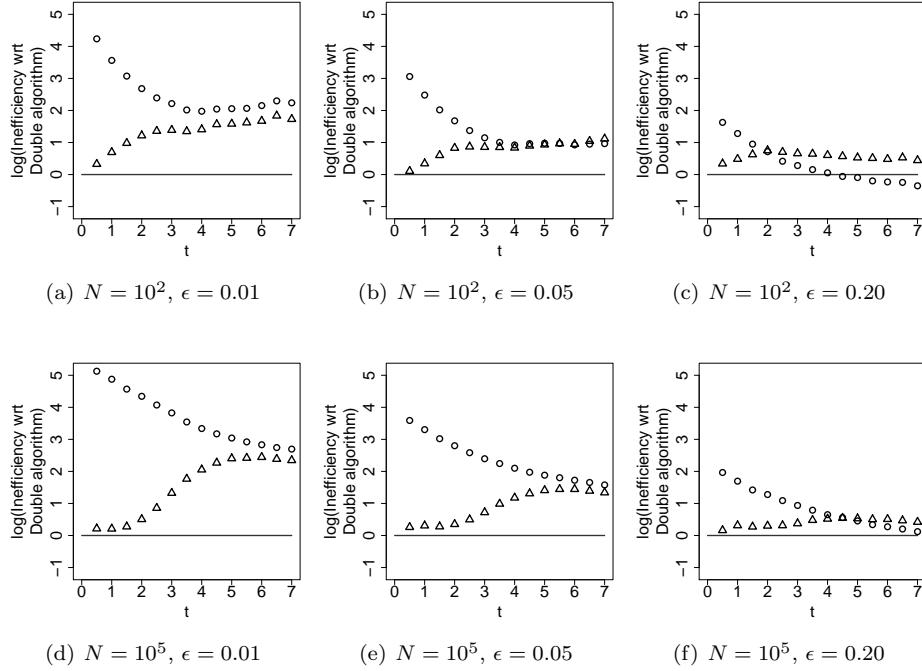 log(Inefficiency wrt
Double algorithm)
−1 0 1 2 3 4 5
0 1 2 3 4 5 6 7
t
(a) N = 10², ϵ = 0.01
log(Inefficiency wrt
Double algorithm)
−1 0 1 2 3 4 5
0 1 2 3 4 5 6 7
t
(b) N = 10², ϵ = 0.05
log(Inefficiency wrt
Double algorithm)
−1 0 1 2 3 4 5
0 1 2 3 4 5 6 7
t
(c) N = 10², ϵ = 0.20
log(Inefficiency wrt
Double algorithm)
−1 0 1 2 3 4 5
0 1 2 3 4 5 6 7
t
(d) N = 10⁵, ϵ = 0.01
log(Inefficiency wrt
Double algorithm)
−1 0 1 2 3 4 5
0 1 2 3 4 5 6 7
t
(e) N = 10⁵, ϵ = 0.05
log(Inefficiency wrt
Double algorithm)
−1 0 1 2 3 4 5
0 1 2 3 4 5 6 7
t
(f) N = 10⁵, ϵ = 0.20